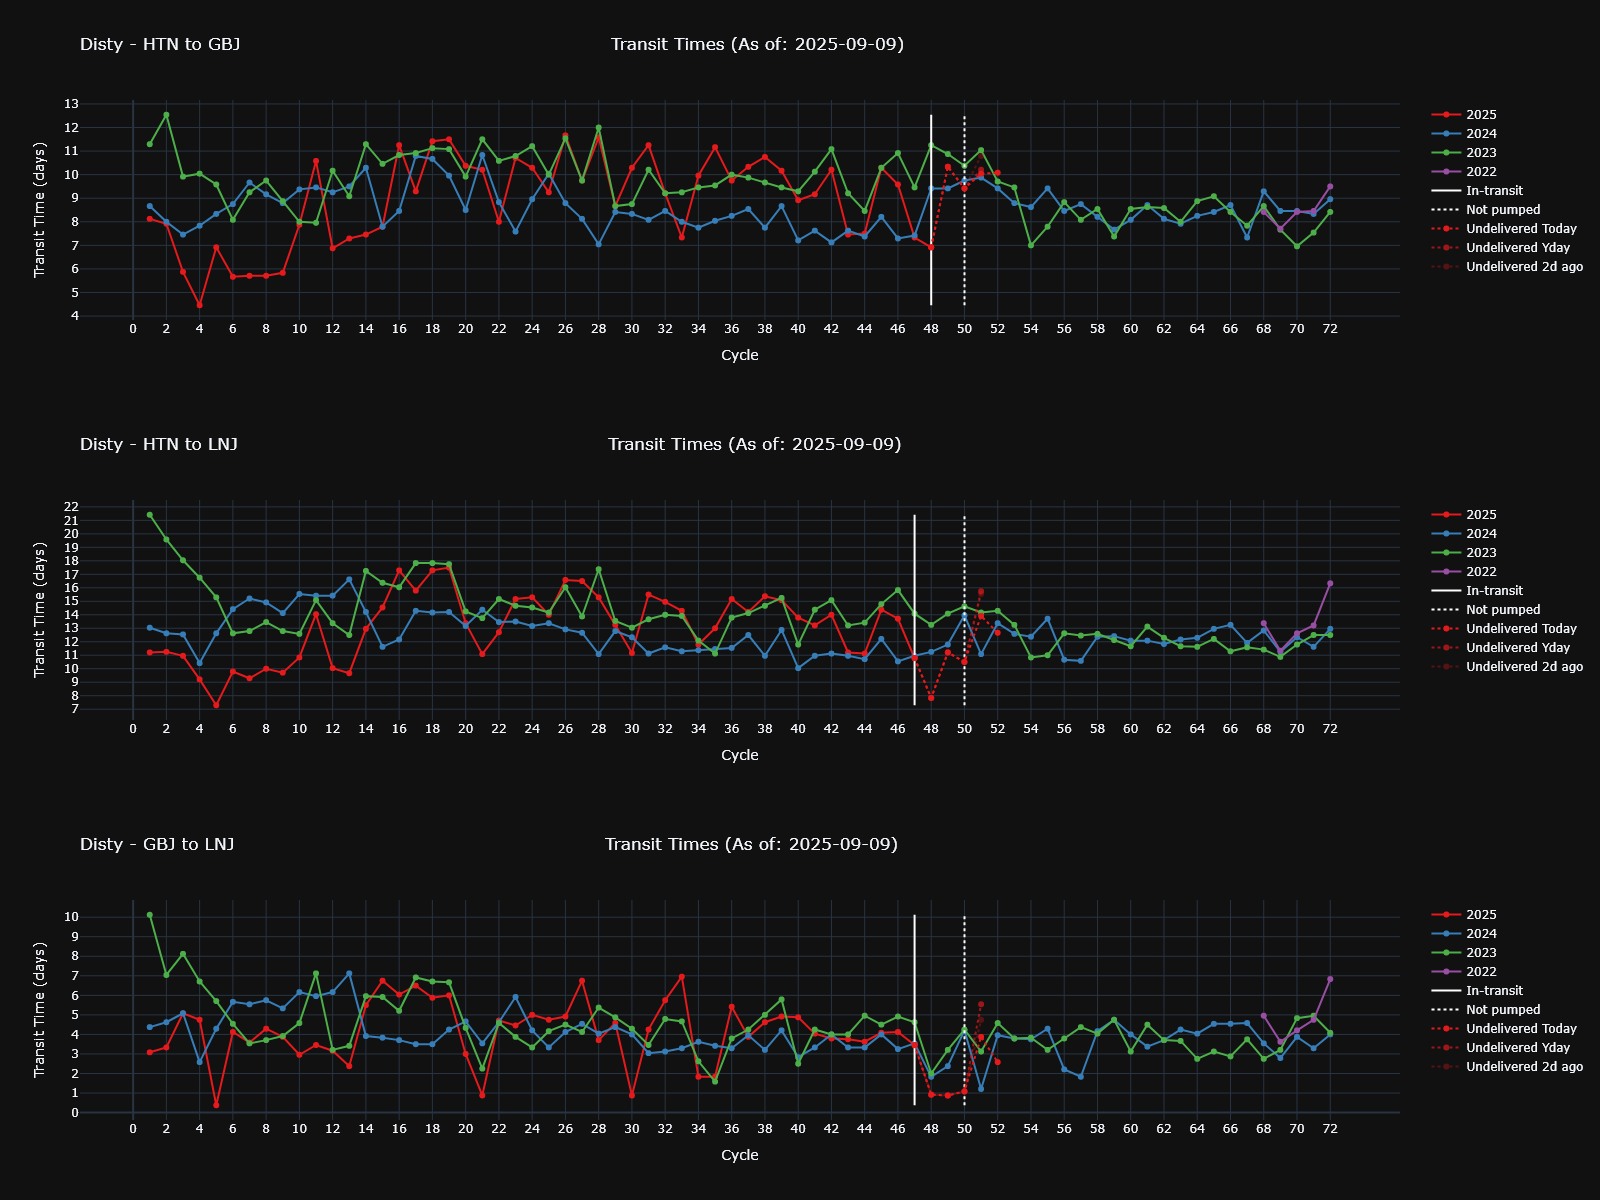 Disty - HTN to GBJ
Transit Times (As of: 2025-09-09)
Transit Time (days)
13
12
11
10
9
8
7
6
5
4
0 2 4 6 8 10 12 14 16 18 20 22 24 26 28 30 32 34 36 38 40 42 44 46 48 50 52 54 56 58 60 62 64 66 68 70 72
Cycle
2025
2024
2023
2022
In-transit
Not pumped
Undelivered Today
Undelivered Yday
Undelivered 2d ago
Disty - HTN to LNJ
Transit Times (As of: 2025-09-09)
Transit Time (days)
22
21
20
19
18
17
16
15
14
13
12
11
10
9
8
7
0 2 4 6 8 10 12 14 16 18 20 22 24 26 28 30 32 34 36 38 40 42 44 46 48 50 52 54 56 58 60 62 64 66 68 70 72
Cycle
2025
2024
2023
2022
In-transit
Not pumped
Undelivered Today
Undelivered Yday
Undelivered 2d ago
Disty - GBJ to LNJ
Transit Times (As of: 2025-09-09)
Transit Time (days)
10
9
8
7
6
5
4
3
2
1
0
0 2 4 6 8 10 12 14 16 18 20 22 24 26 28 30 32 34 36 38 40 42 44 46 48 50 52 54 56 58 60 62 64 66 68 70 72
Cycle
2025
2024
2023
2022
In-transit
Not pumped
Undelivered Today
Undelivered Yday
Undelivered 2d ago